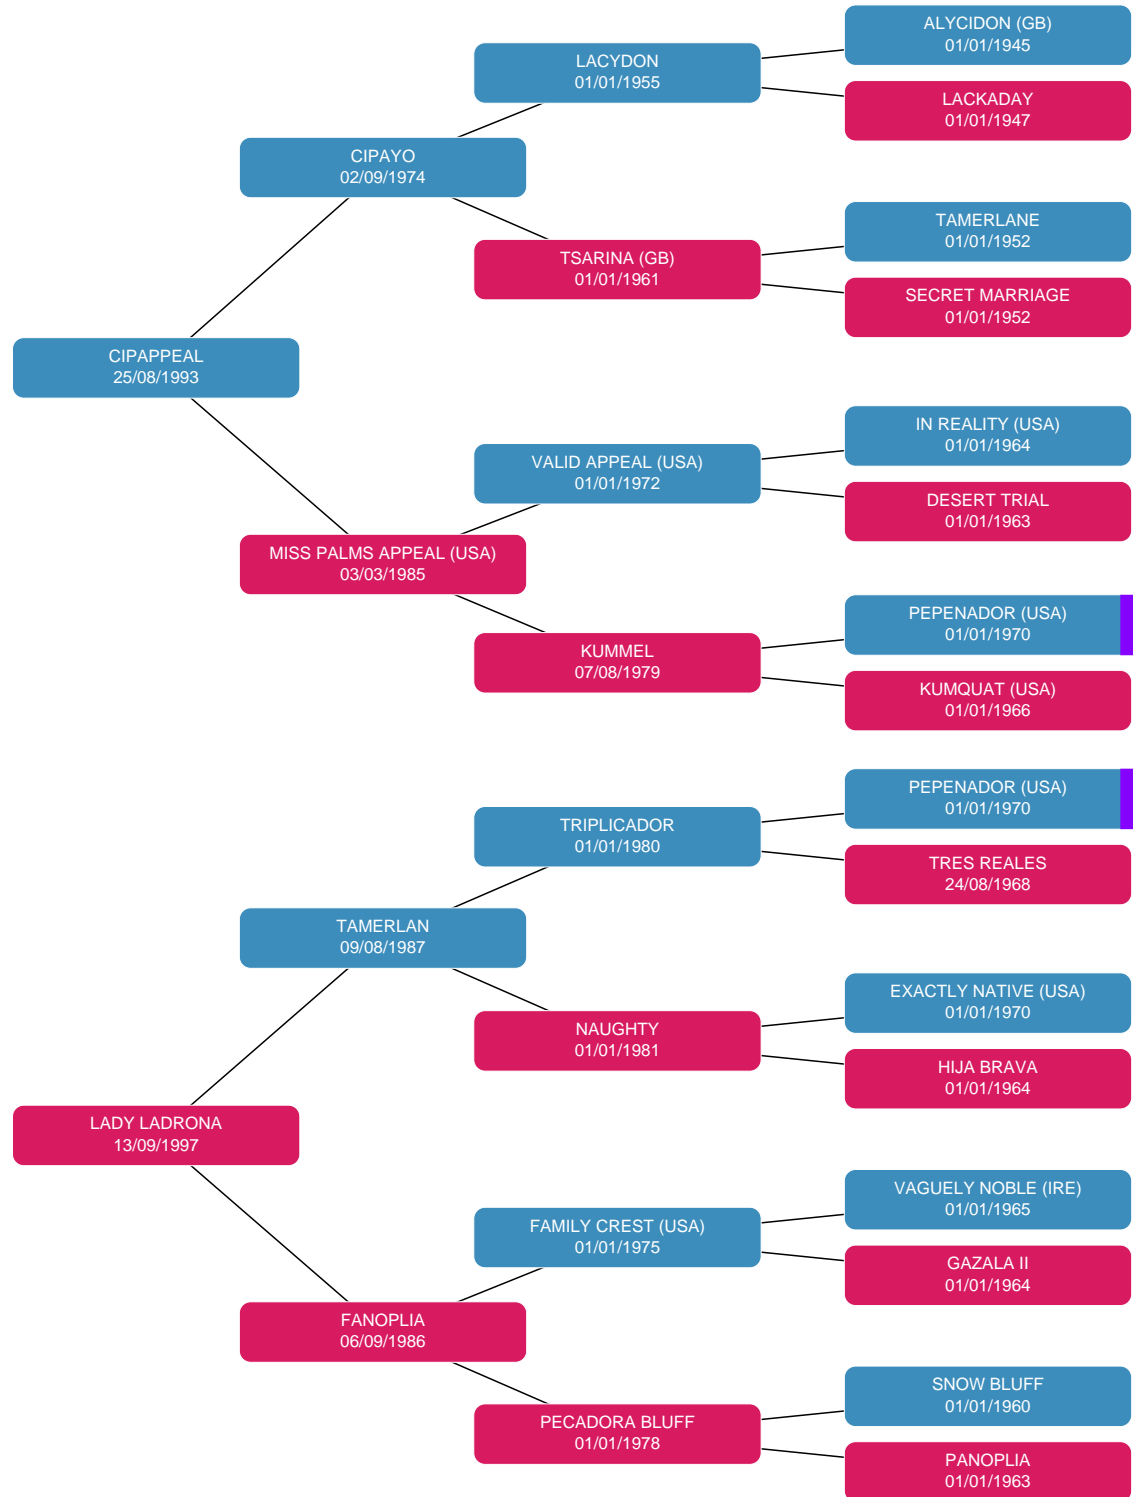 ALYCIDON (GB)
01/01/1945
LACYDON
01/01/1955
LACKADAY
01/01/1947
CIPAYO
02/09/1974
TAMERLANE
01/01/1952
TSARINA (GB)
01/01/1961
SECRET MARRIAGE
01/01/1952
CIPAPPEAL
25/08/1993
IN REALITY (USA)
01/01/1964
VALID APPEAL (USA)
01/01/1972
DESERT TRIAL
01/01/1963
MISS PALMS APPEAL (USA)
03/03/1985
PEPENADOR (USA)
01/01/1970
KUMMEL
07/08/1979
KUMQUAT (USA)
01/01/1966
PEPENADOR (USA)
01/01/1970
TRIPLICADOR
01/01/1980
TRES REALES
24/08/1968
TAMERLAN
09/08/1987
EXACTLY NATIVE (USA)
01/01/1970
NAUGHTY
01/01/1981
HIJA BRAVA
01/01/1964
LADY LADRONA
13/09/1997
VAGUELY NOBLE (IRE)
01/01/1965
FAMILY CREST (USA)
01/01/1975
GAZALA II
01/01/1964
FANOPLIA
06/09/1986
SNOW BLUFF
01/01/1960
PECADORA BLUFF
01/01/1978
PANOPLIA
01/01/1963